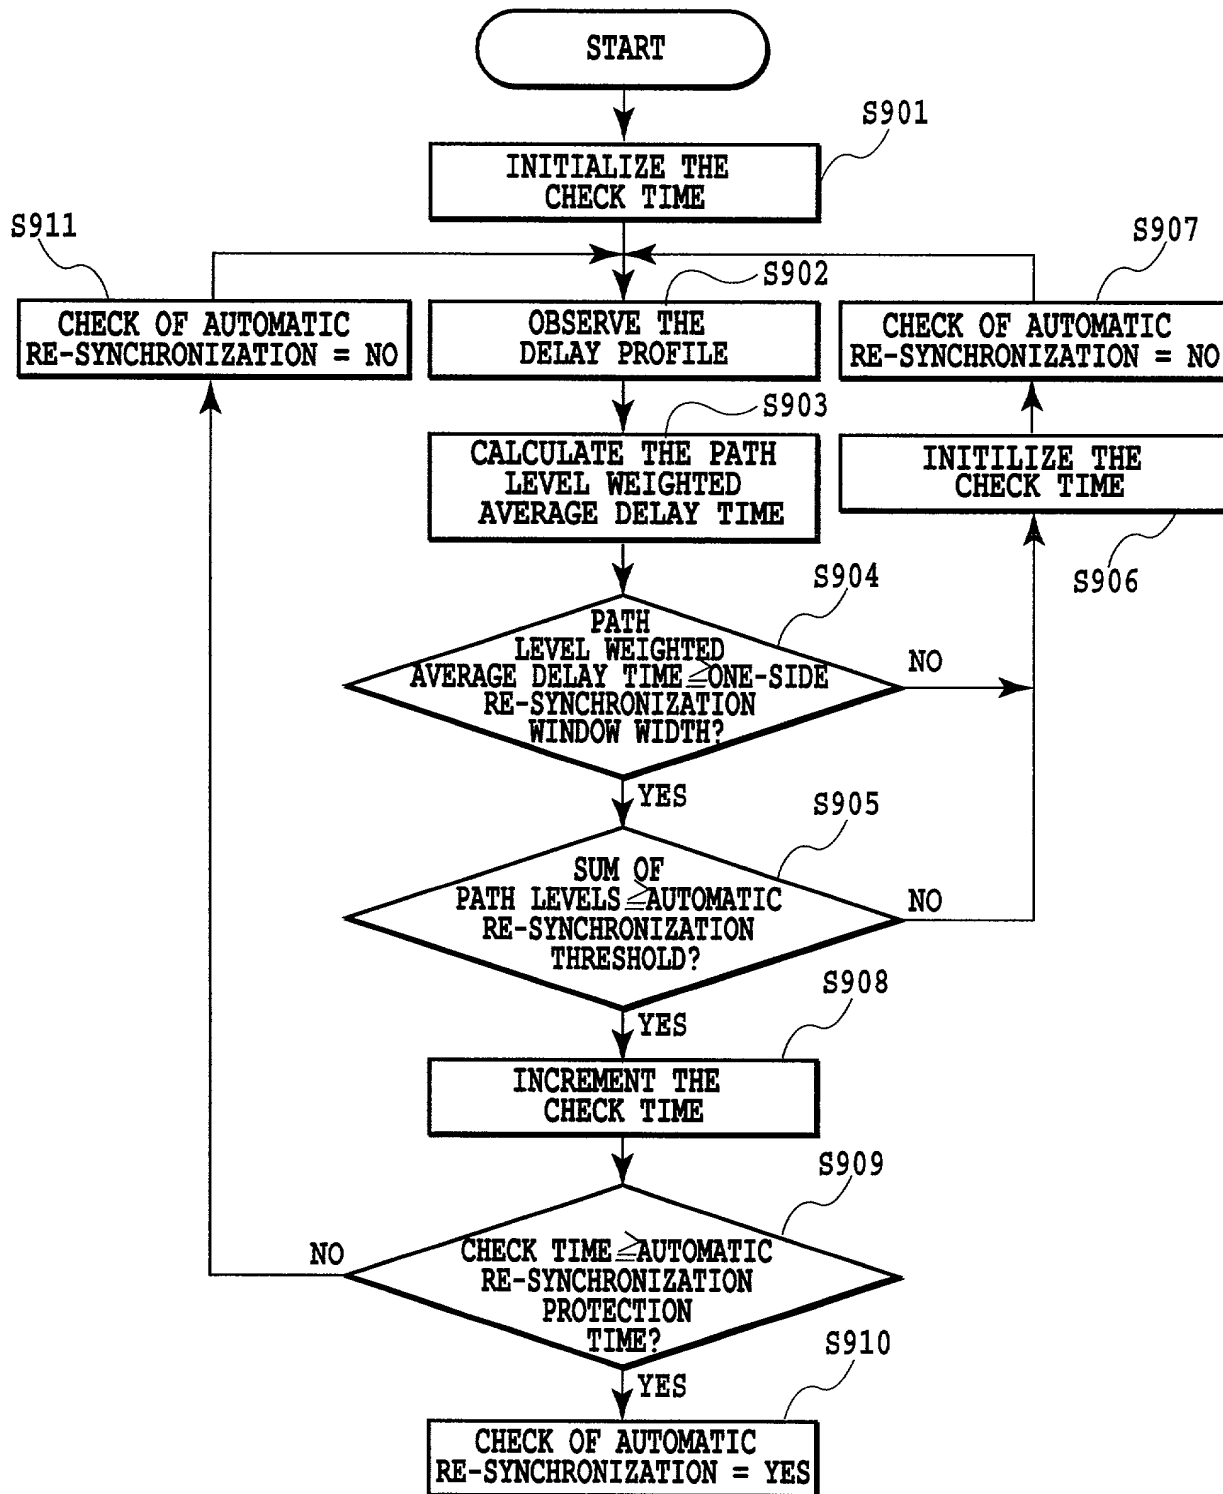 START
S901
INITIALIZE THE
CHECK TIME
S911
CHECK OF AUTOMATIC
RE-SYNCHRONIZATION = NO
S902
OBSERVE THE
DELAY PROFILE
S907
CHECK OF AUTOMATIC
RE-SYNCHRONIZATION = NO
S903
CALCULATE THE PATH
LEVEL WEIGHTED
AVERAGE DELAY TIME
INITILIZE THE
CHECK TIME
S906
S904
PATH
LEVEL WEIGHTED
AVERAGE DELAY TIME≧ONE-SIDE
RE-SYNCHRONIZATION
WINDOW WIDTH?
NO
YES
S905
SUM OF
PATH LEVELS≧AUTOMATIC
RE-SYNCHRONIZATION
THRESHOLD?
NO
YES
S908
INCREMENT THE
CHECK TIME
S909
CHECK TIME≧AUTOMATIC
RE-SYNCHRONIZATION
PROTECTION
TIME?
NO
YES
S910
CHECK OF AUTOMATIC
RE-SYNCHRONIZATION = YES